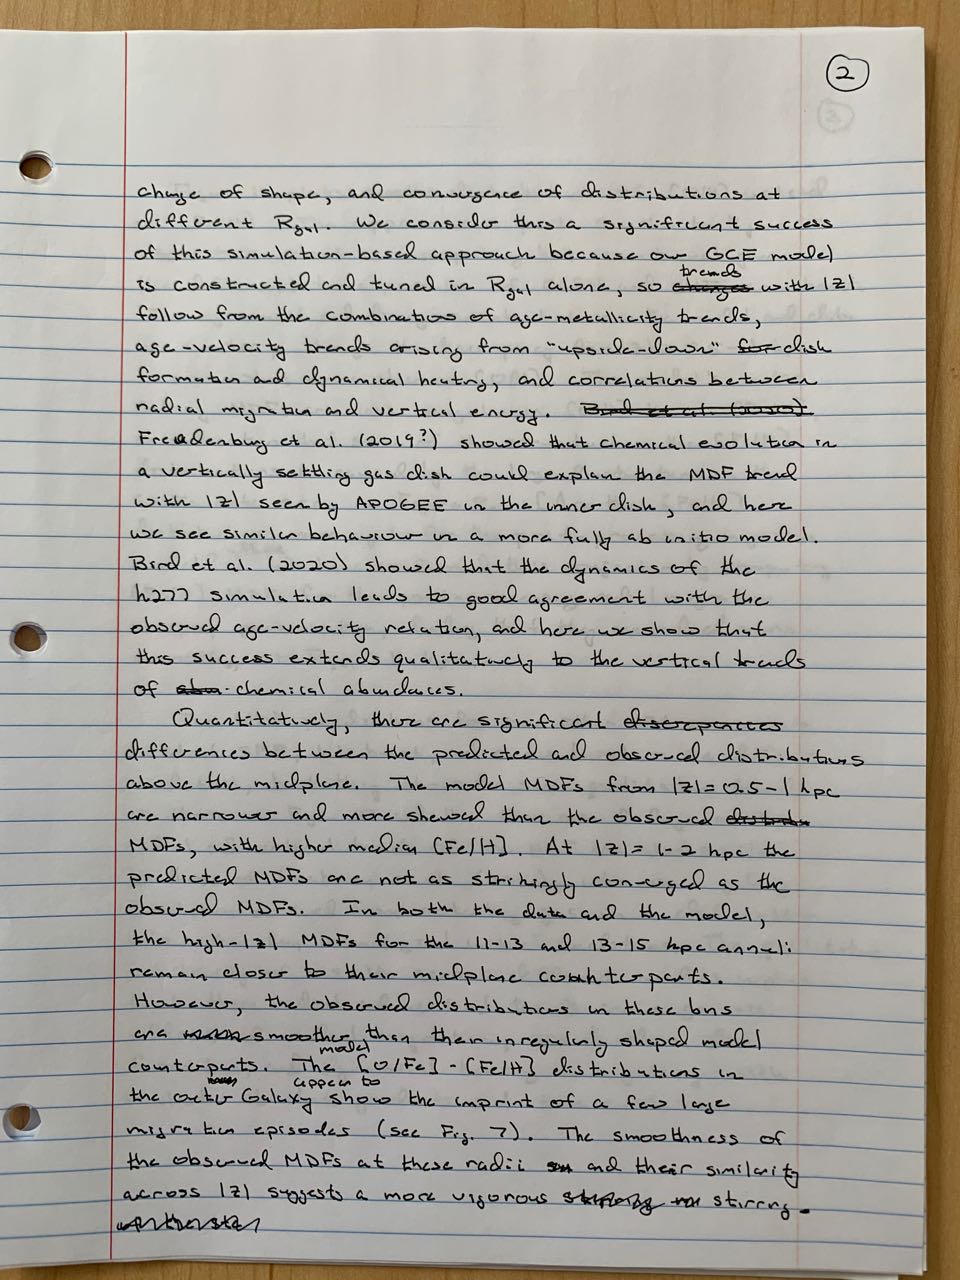 2
change of shape, and convergence of distributions at
different Rgal. We consider this a significant success
of this simulation-based approach because our GCE model
trends
is constructed and tuned in Rgal alone, so changes with |z|
follow from the combination of age-metallicity trends,
age-velocity trends arising from "upside-down" for disk
formation and dynamical heating, and correlations between
radial migration and vertical energy. Bird et al. (2020).
Freudenburg et al. (2019?) showed that chemical evolution in
a vertically settling gas disk could explain the MDF trend
with |z| seen by APOGEE in the inner disk, and here
we see similar behaviour in a more fully ab initio model.
Bird et al. (2020) showed that the dynamics of the
h277 simulation leads to good agreement with the
observed age-velocity relation, and here we show that
this success extends qualitatively to the vertical trends
of chemical abundances.
Quantitatively, there are significant discrepancies
differences between the predicted and observed distributions
above the midplane. The model MDFs from |z|=0.5-1 kpc
are narrower and more skewed than the observed distribu
MDFs, with higher median [Fe/H]. At |z|=1-2 kpc the
predicted MDFs are not as strikingly converged as the
observed MDFs. In both the data and the model,
the high-|z| MDFs for the 11-13 and 13-15 kpc annuli
remain closer to their midplane counterparts.
However, the observed distributions in these bins
are smoother than their irregularly shaped model
model
counterparts. The [O/Fe]-[Fe/H] distributions in
appear to
the outer Galaxy show the imprint of a few large
migration episodes (see Fig. 7). The smoothness of
the observed MDFs at these radii and their similarity
across |z| suggests a more vigorous stirring.